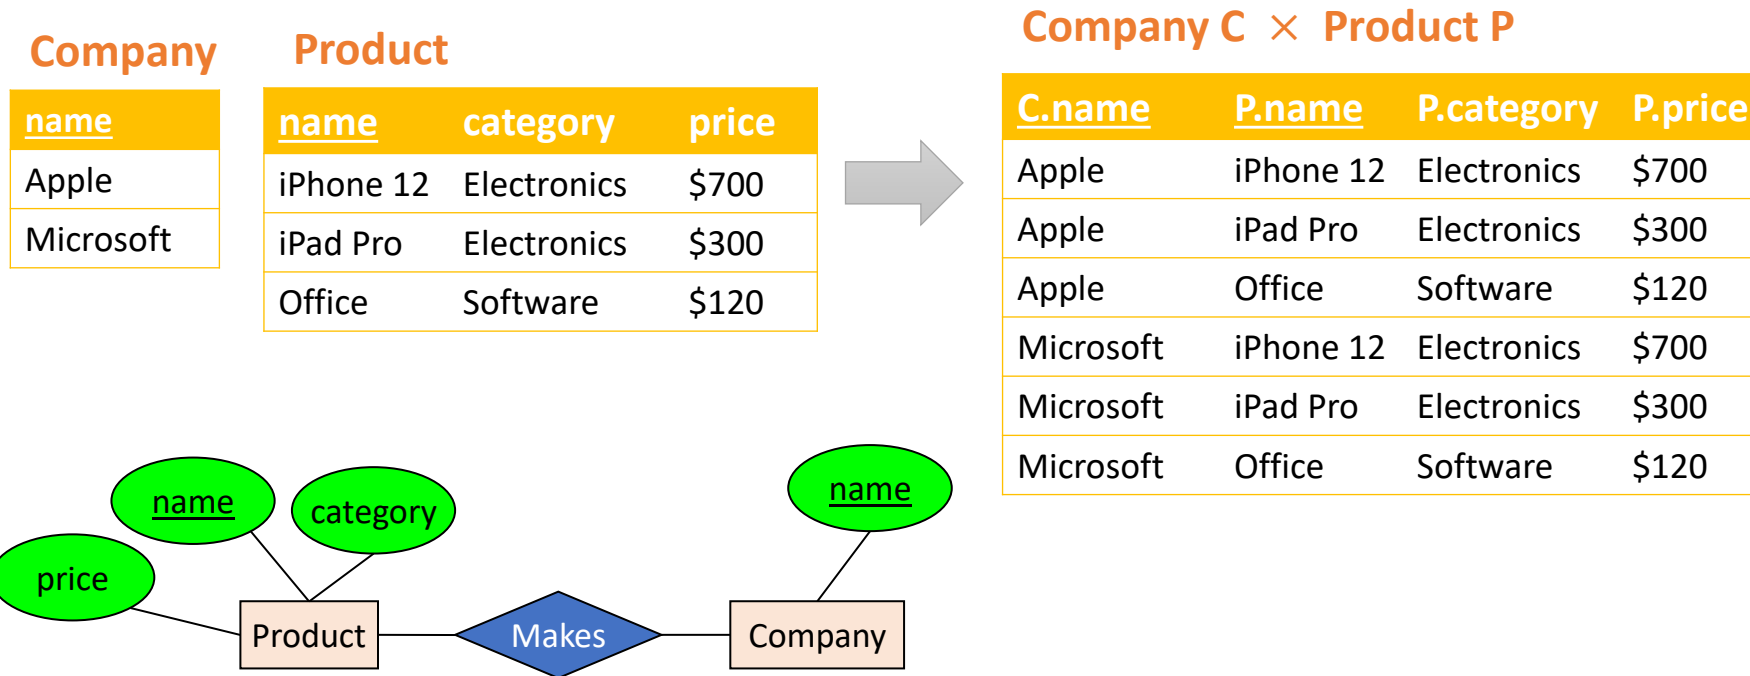 Company
name
Apple
Microsoft
Product
name category price
iPhone 12 Electronics $700
iPad Pro Electronics $300
Office Software $120
Company C × Product P
C.name P.name P.category P.price
Apple iPhone 12 Electronics $700
Apple iPad Pro Electronics $300
Apple Office Software $120
Microsoft iPhone 12 Electronics $700
Microsoft iPad Pro Electronics $300
Microsoft Office Software $120
name
category
price
Product
Makes
name
Company